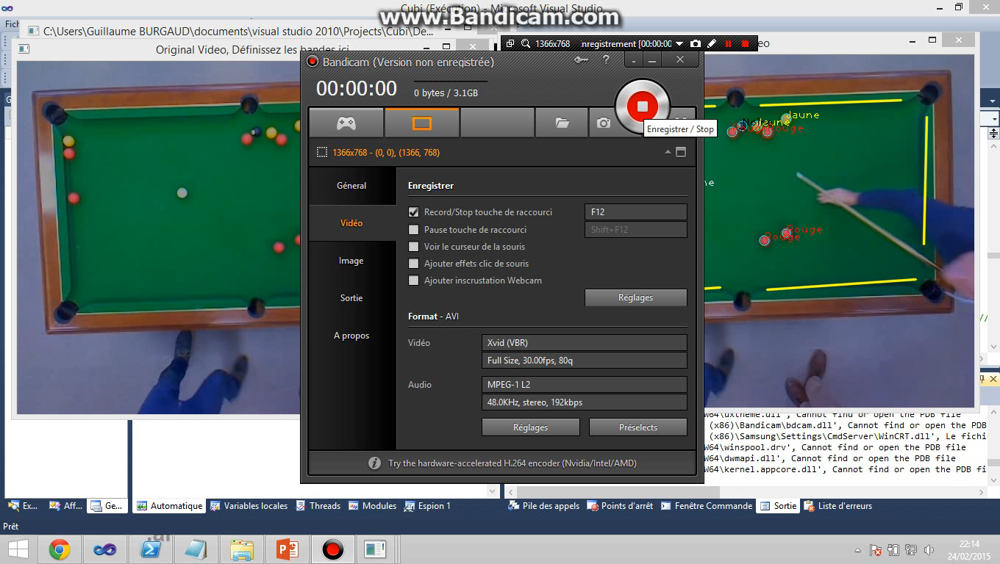 Cubi (Exécution) - Microsoft Visual Studio
www.Bandicam.com
Fich
C:\Users\Guillaume BURGAUD\documents\visual studio 2010\Projects\Cubi\De...
Original Video, Définissez les bandes ici
1366x768 nregistrement [00:00:00
eo
Bandicam (Version non enregistrée)
00:00:00
0 bytes / 3.1GB
Enregistrer / Stop
1366x768 - (0, 0), (1366, 768)
Jaune
Jaune
Rouge
ne
Rouge
Rouge
Géneral
Vidéo
Image
Sortie
A propos
Enregistrer
Record/Stop touche de raccourci
F12
Pause touche de raccourci
Shift+F12
Voir le curseur de la souris
Ajouter effets clic de souris
Ajouter inscrustation Webcam
Réglages
Format - AVI
Vidéo
Xvid (VBR)
Full Size, 30.00fps, 80q
Audio
MPEG-1 L2
48.0KHz, stereo, 192kbps
Réglages
Préselects
Try the hardware-accelerated H.264 encoder (Nvidia/Intel/AMD)
//
W64\uxtheme.dll', Cannot find or open the PDB file
(x86)\Bandicam\bdcam.dll', Cannot find or open the PDB
(x86)\Samsung\Settings\CmdServer\WinCRT.dll', Le fichi
W64\winspool.drv', Cannot find or open the PDB file
W64\dwmapi.dll', Cannot find or open the PDB file
W64\kernel.appcore.dll', Cannot find or open the PDB fi
Ex...
Aff...
Ge...
Automatique
Variables locales
Threads
Modules
Espion 1
Pile des appels
Points d'arrêt
Fenêtre Commande
Sortie
Liste d'erreurs
Prêt
22:14
24/02/2015